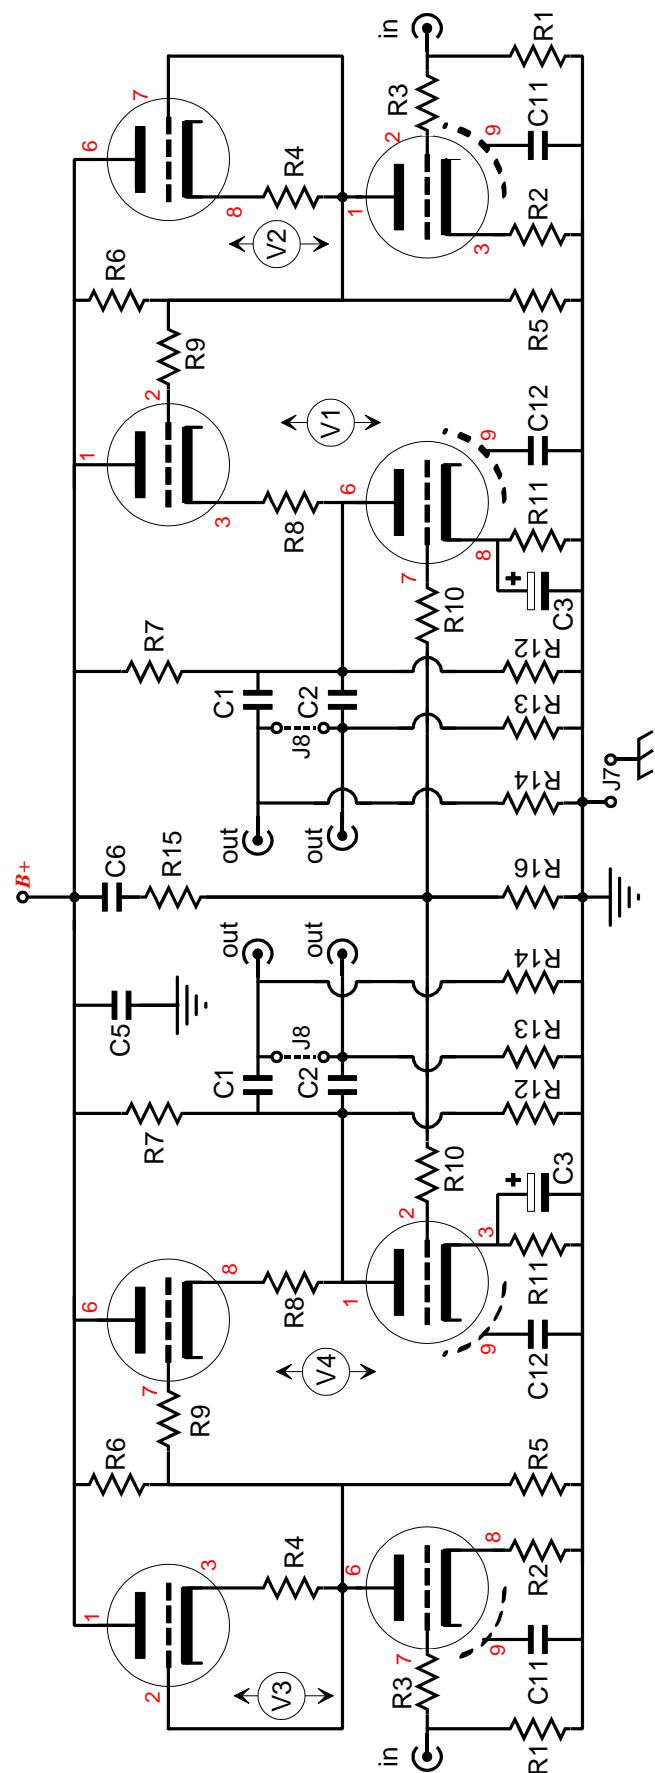 in
R1
7
R3
C11
6
2
9
R4
8
1
R2
V2
3
R6
R5
R9
2
V1
C12
1
9
3
6
R11
R8
8
7
+
C3
R10
R7
R12
C1
C2
R13
J8
J7
R14
out
out
B+
C6
R15
R16
out
out
R14
C5
J8
R13
C1
C2
R12
R7
R10
C3
+
2
3
8
R11
6
R8
1
V4
9
C12
7
R9
R6
R5
3
R4
6
8
1
R2
2
V3
7
9
R3
C11
in
R1